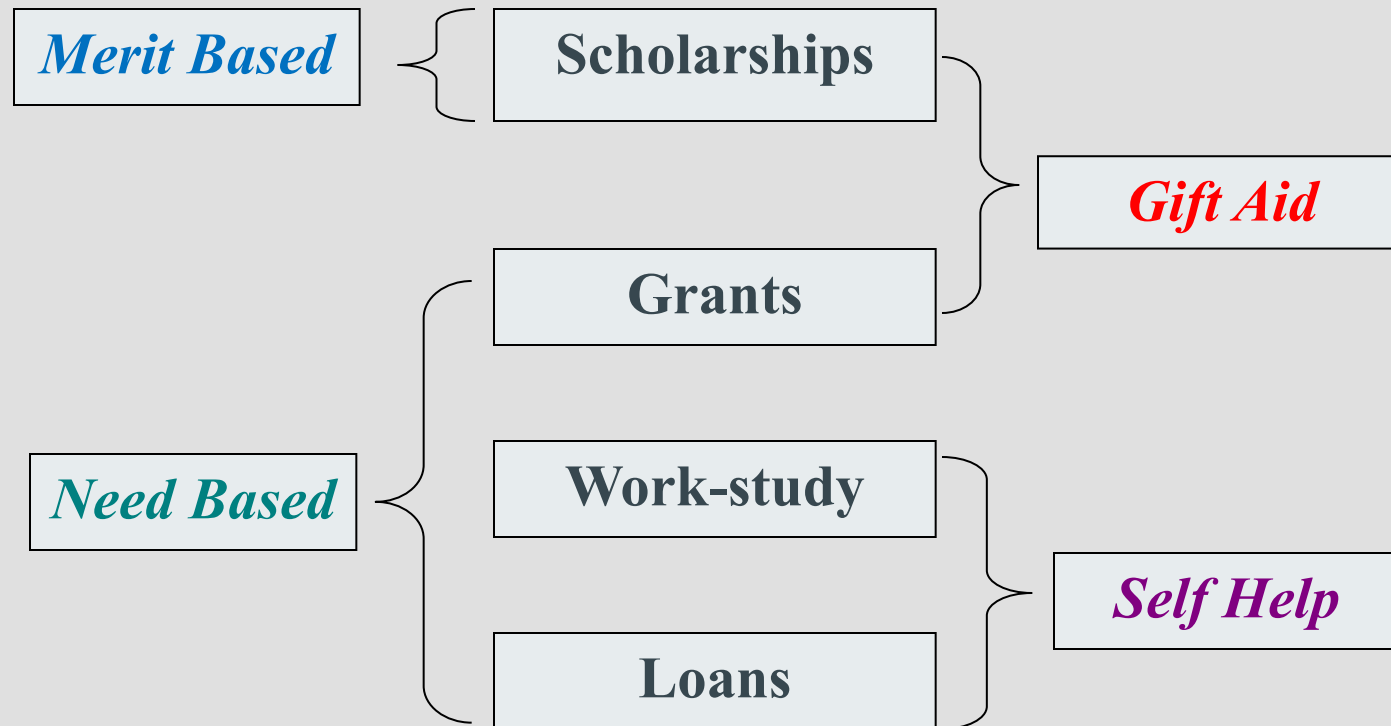 Merit Based
Scholarships
Gift Aid
Grants
Need Based
Work-study
Self Help
Loans